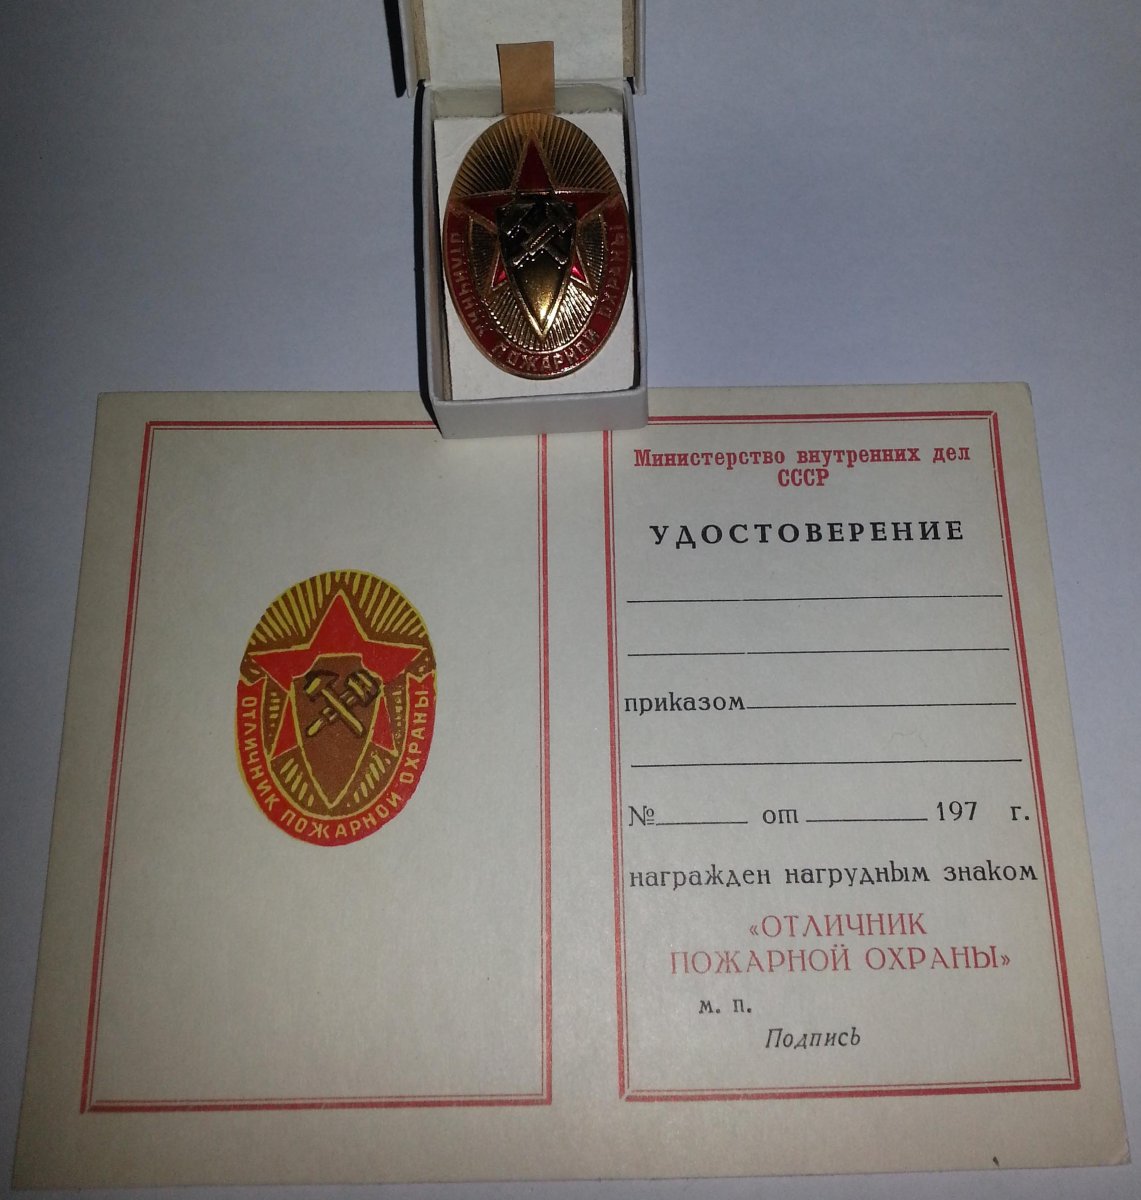 ОТЛИЧНИК ПОЖАРНОЙ ОХРАНЫ
ОТЛИЧНИК ПОЖАРНОЙ ОХРАНЫ
Министерство внутренних дел
СССР
УДОСТОВЕРЕНИЕ
приказом
№ от 197 г.
награжден нагрудным знаком
«ОТЛИЧНИК
ПОЖАРНОЙ ОХРАНЫ»
м. п.
Подпись